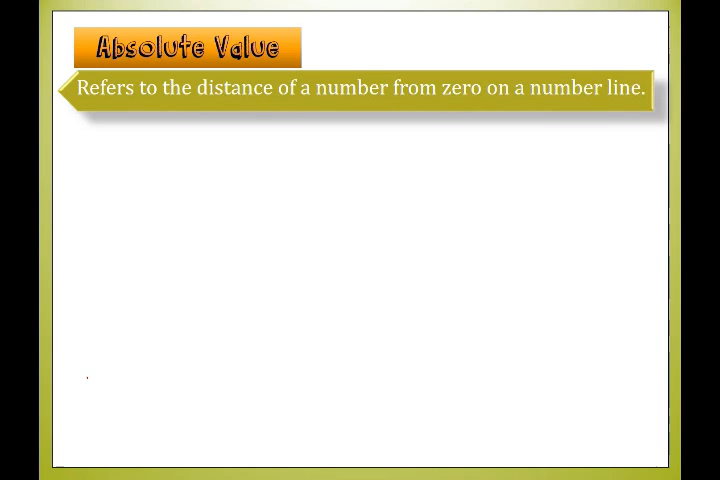 Absolute Value
Refers to the distance of a number from zero on a number line.